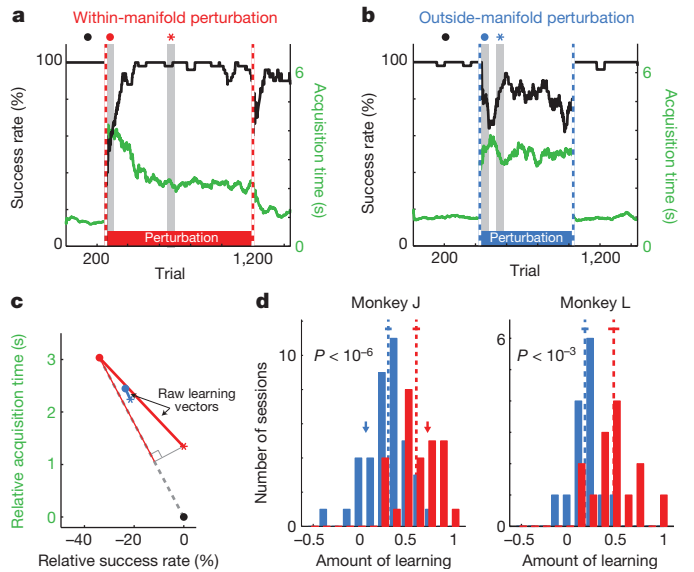 a Within-manifold perturbation
100
0
Success rate (%)
6
0
Acquisition time (s)
Perturbation
200
1,200
Trial
b Outside-manifold perturbation
100
0
Success rate (%)
6
0
Acquisition time (s)
Perturbation
200
1,200
Trial
c
Relative acquisition time (s)
3
2
1
0
Raw learning
vectors
−40
−20
0
Relative success rate (%)
d Monkey J
P < 10⁻⁶
10
0
Number of sessions
−0.5 0 0.5 1
Amount of learning
Monkey L
P < 10⁻³
6
0
−0.5 0 0.5 1
Amount of learning